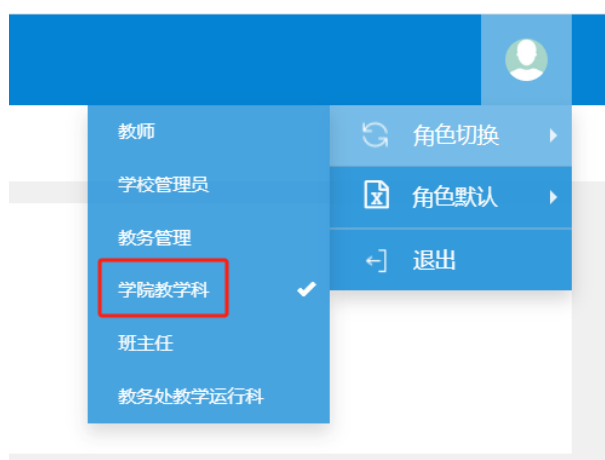 角色切换
角色默认
退出
教师
学校管理员
教务管理
学院教学科
班主任
教务处教学运行科